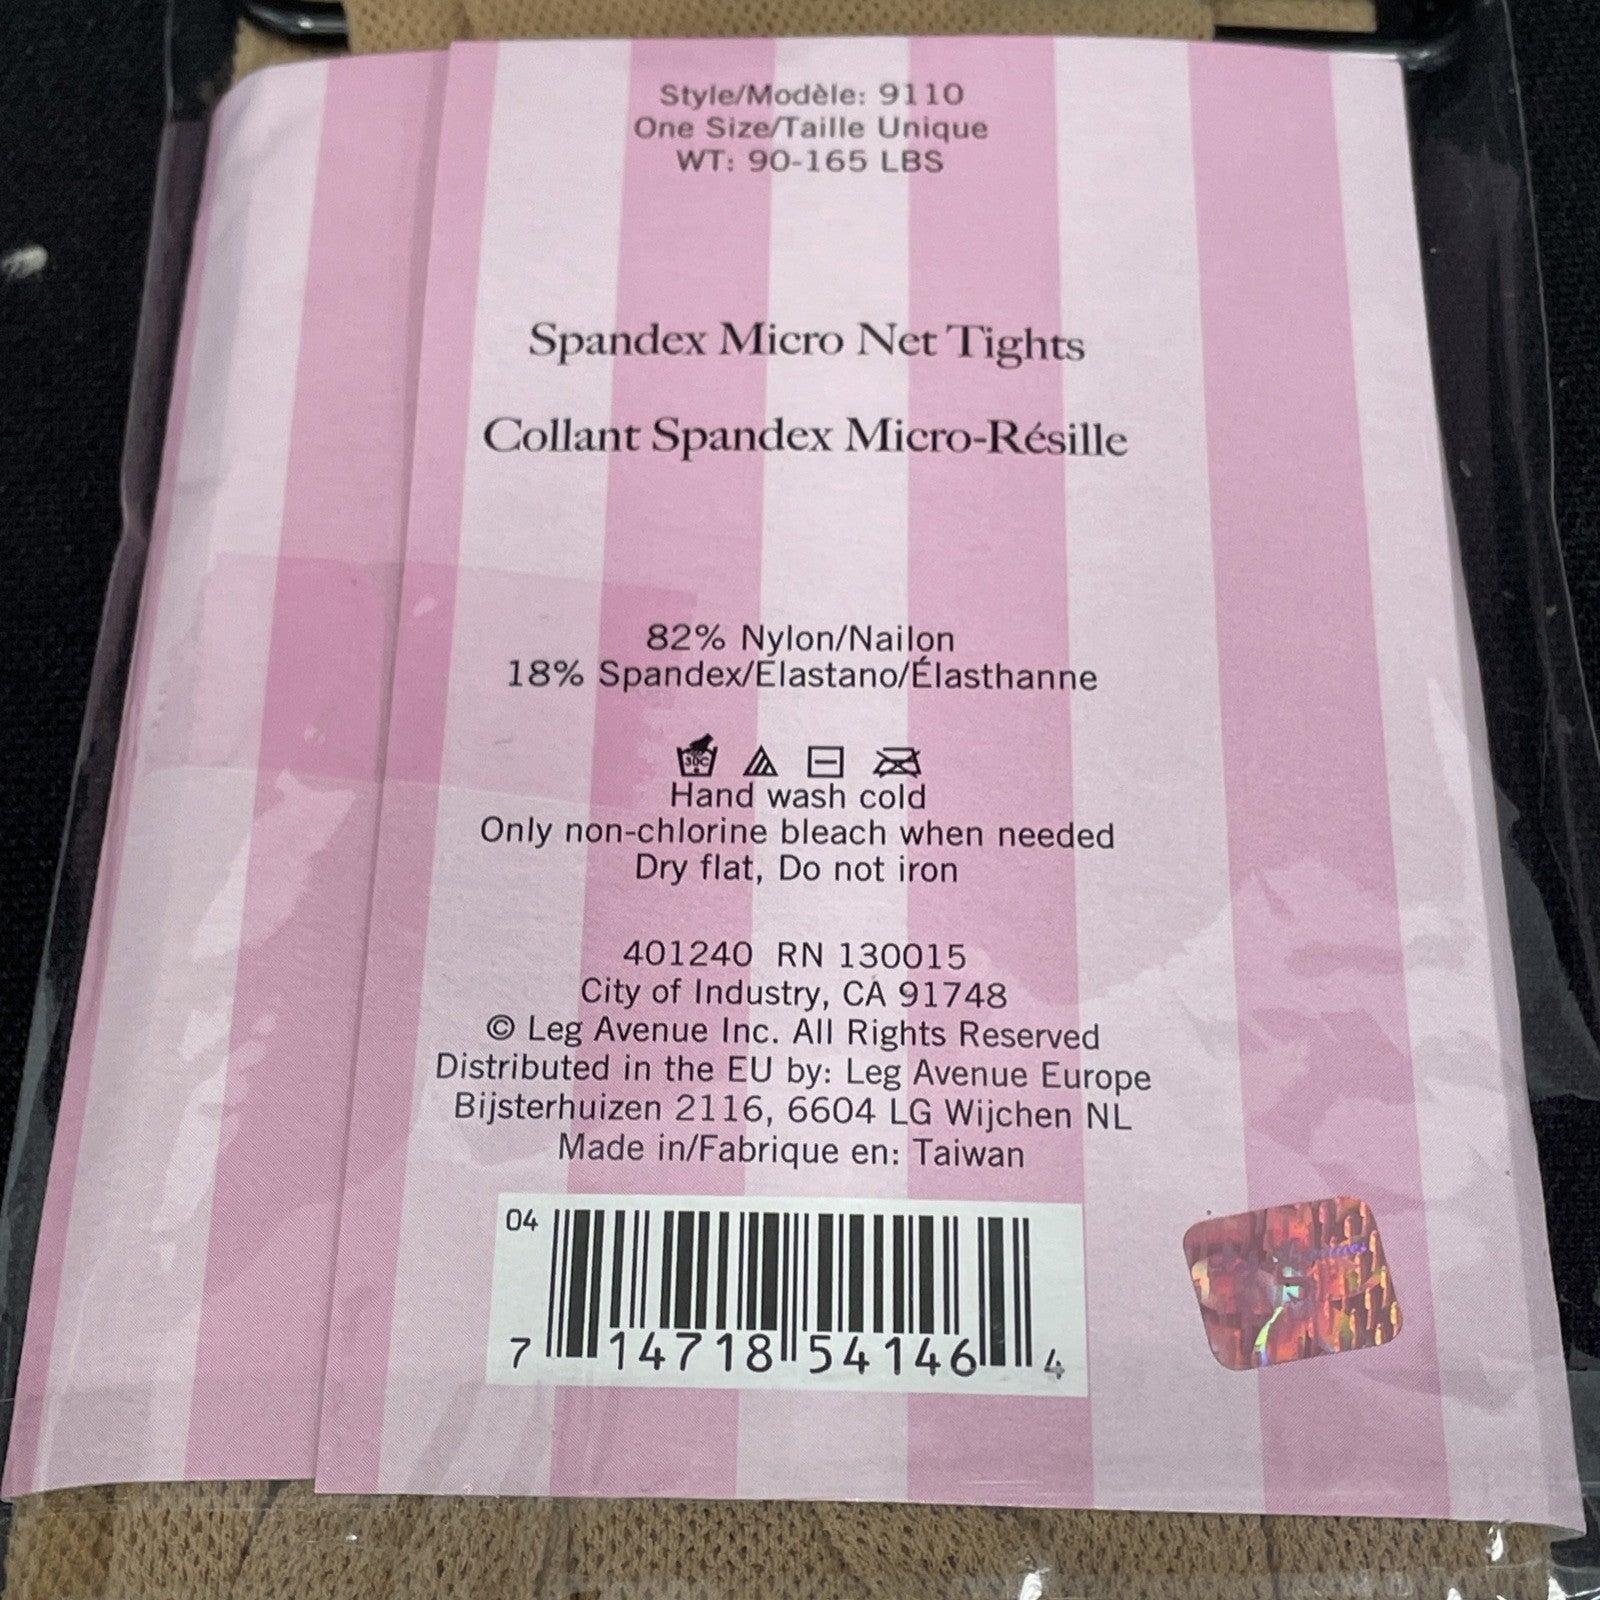 Style/Modèle: 9110
One Size/Taille Unique
WT: 90-165 LBS
Spandex Micro Net Tights
Collant Spandex Micro-Résille
82% Nylon/Nailon
18% Spandex/Elastano/Élasthanne
30C
Hand wash cold
Only non-chlorine bleach when needed
Dry flat, Do not iron
401240 RN 130015
City of Industry, CA 91748
© Leg Avenue Inc. All Rights Reserved
Distributed in the EU by: Leg Avenue Europe
Bijsterhuizen 2116, 6604 LG Wijchen NL
Made in/Fabrique en: Taiwan
04
7 14718 54146 4